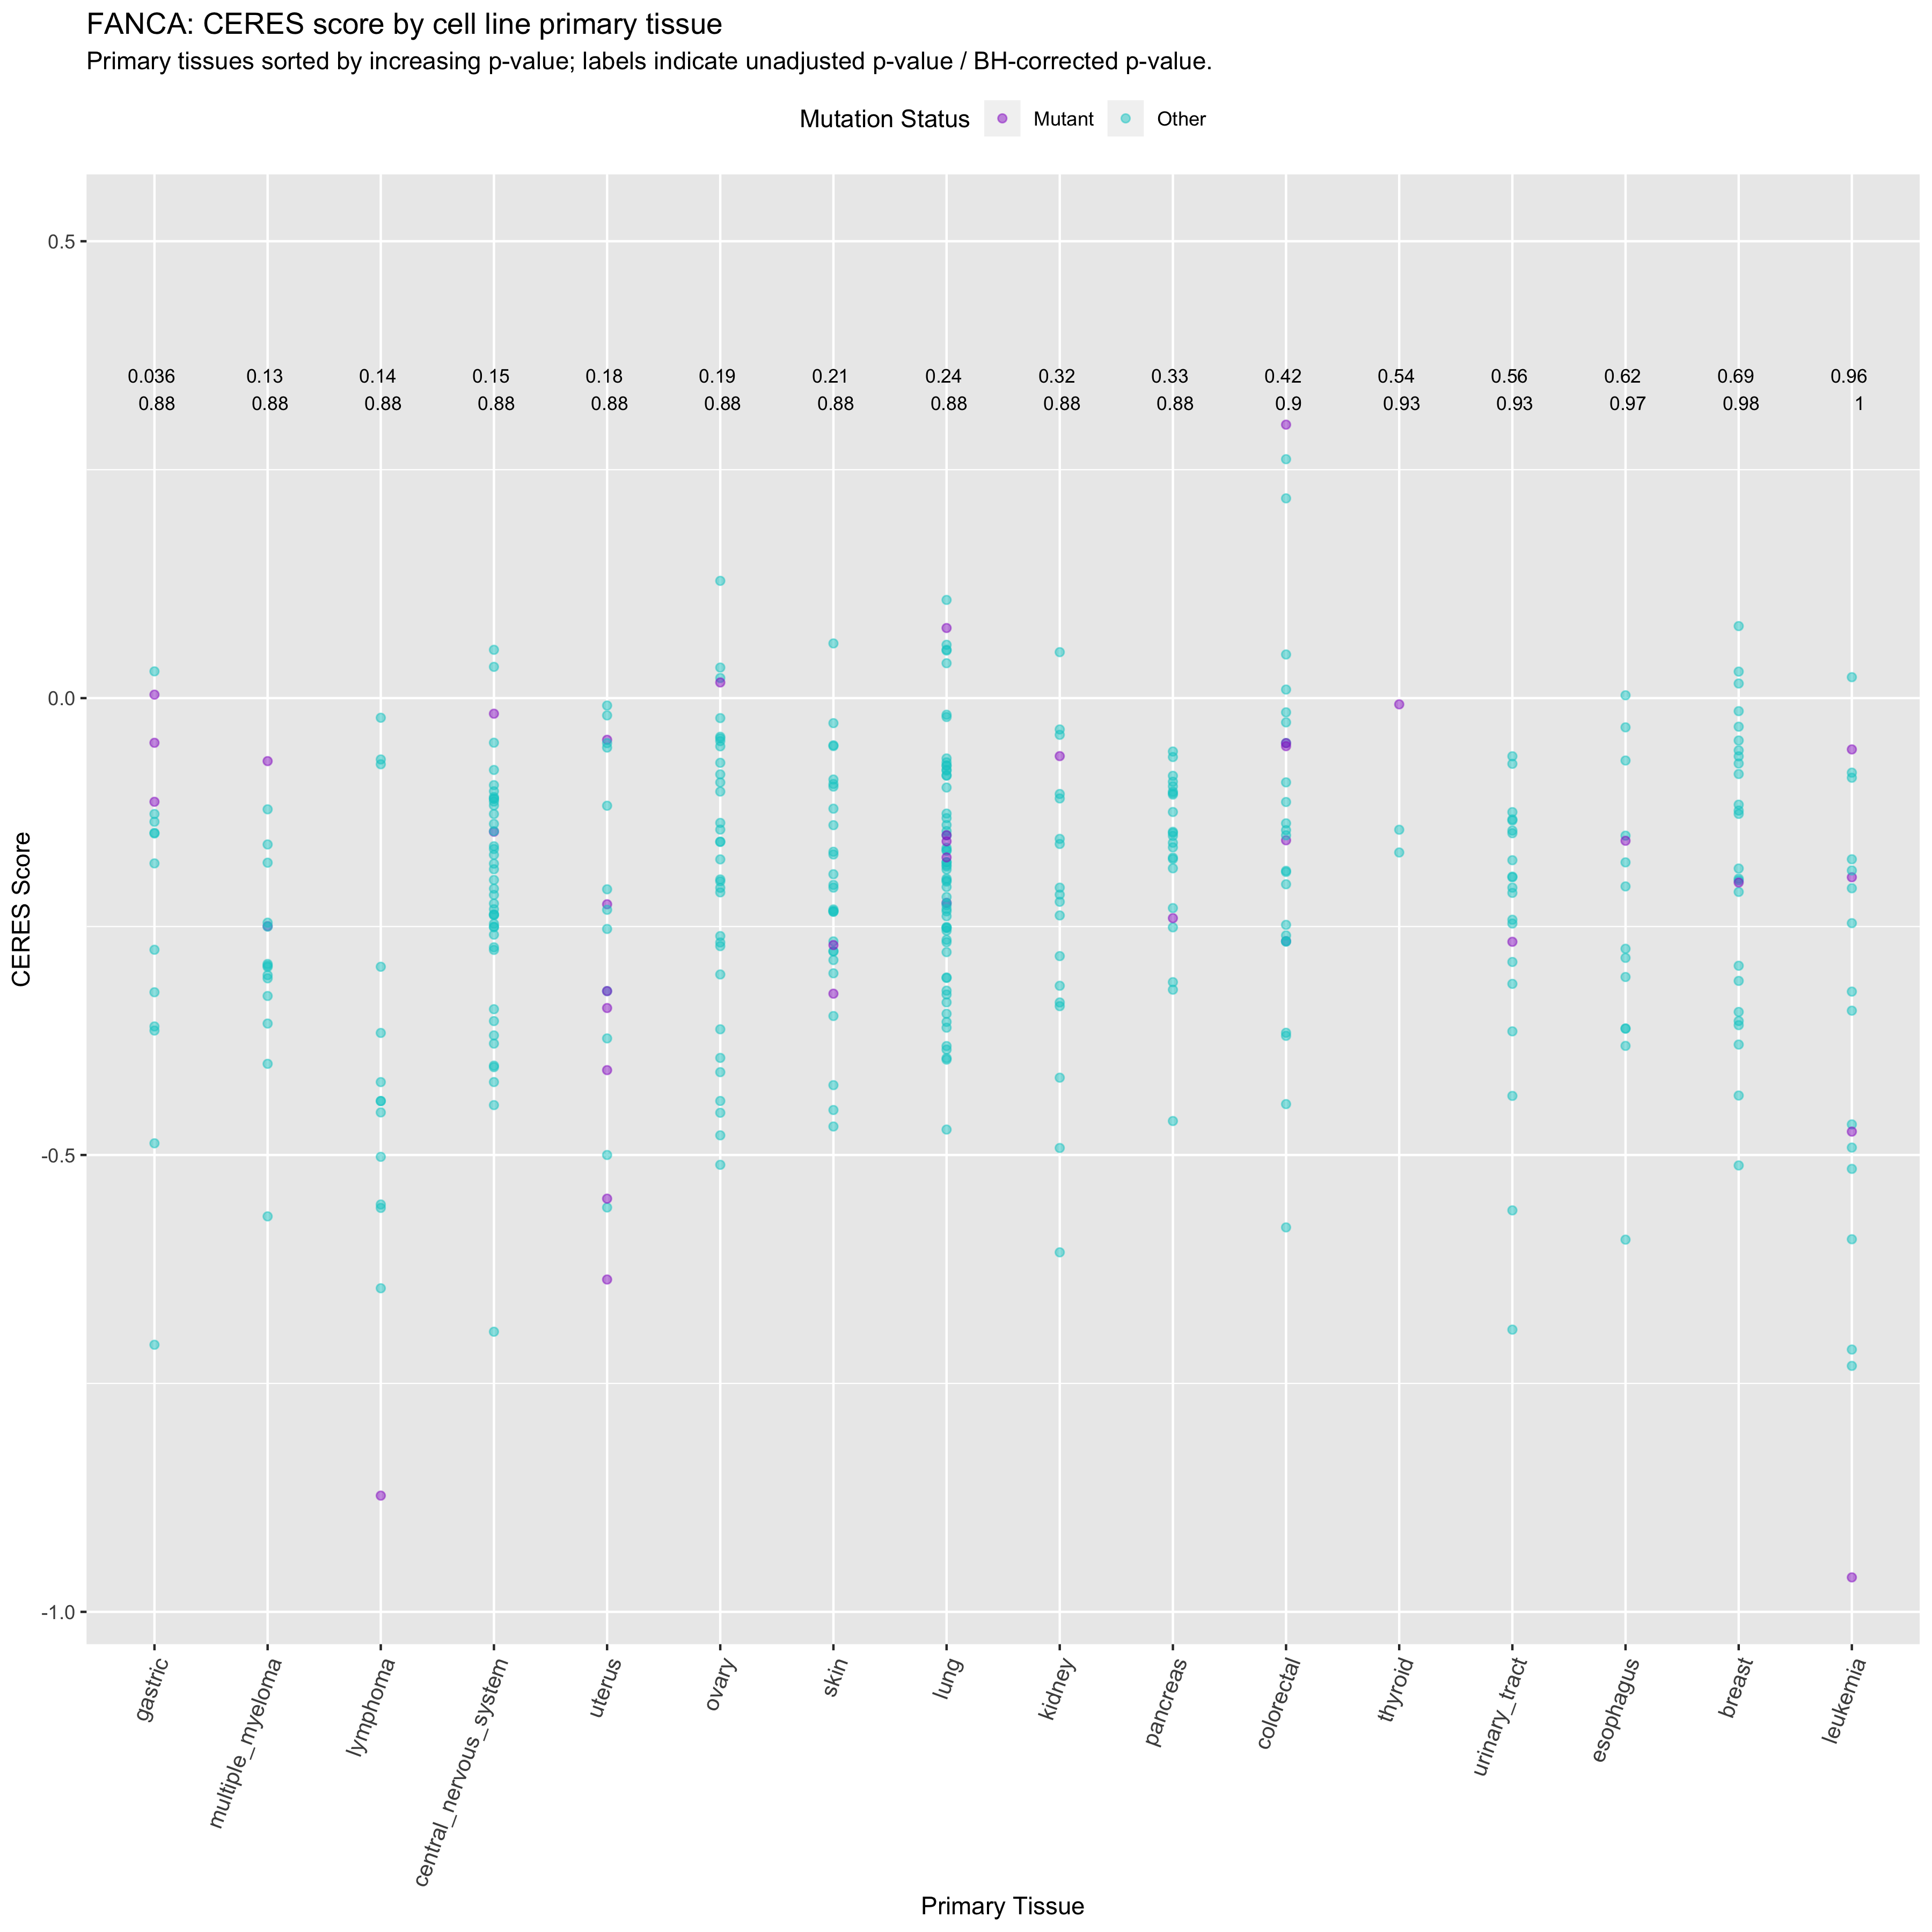 FANCA: CERES score by cell line primary tissue
Primary tissues sorted by increasing p-value; labels indicate unadjusted p-value / BH-corrected p-value.
Mutation Status Mutant Other
0.5
0.036 0.13 0.14 0.15 0.18 0.19 0.21 0.24 0.32 0.33 0.42 0.54 0.56 0.62 0.69 0.96
0.88 0.88 0.88 0.88 0.88 0.88 0.88 0.88 0.88 0.88 0.9 0.93 0.93 0.97 0.98 1
0.0
CERES Score
-0.5
-1.0
gastric
multiple_myeloma
lymphoma
central_nervous_system
uterus
ovary
skin
lung
kidney
pancreas
colorectal
thyroid
urinary_tract
esophagus
breast
leukemia
Primary Tissue